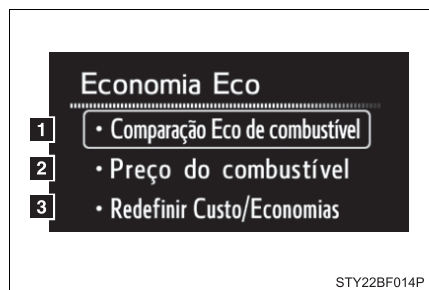 Economia Eco
1 • Comparação Eco de combustível
2 • Preço do combustível
3 • Redefinir Custo/Economias
STY22BF014P